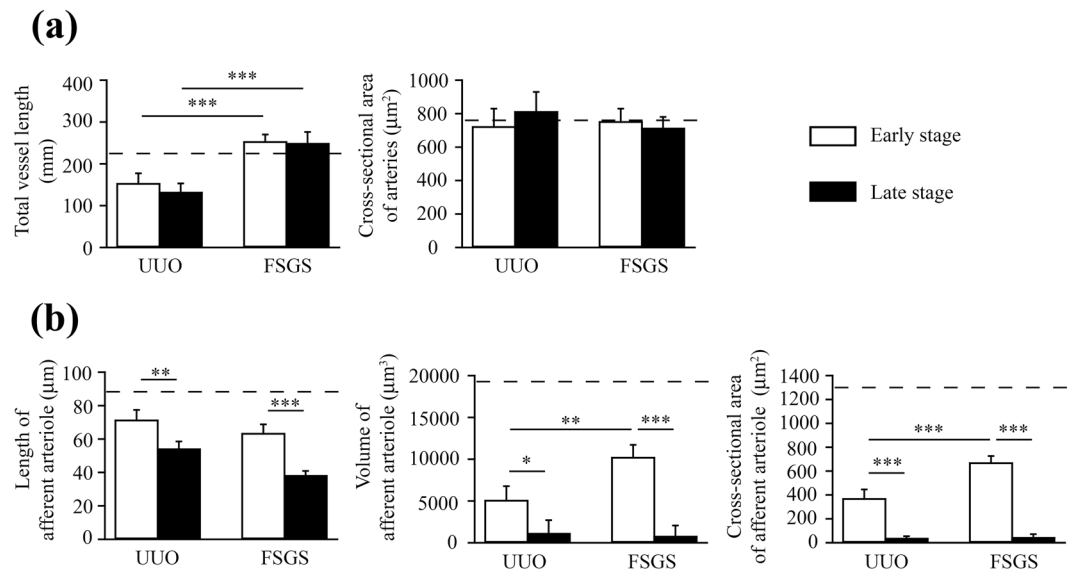 (a)
Total vessel length
(mm)
400
300
200
100
0
***
***
UUO
FSGS
Cross-sectional area
of arteries (μm²)
1000
800
600
400
200
0
UUO
FSGS
Early stage
Late stage
(b)
Length of
afferent arteriole (μm)
100
80
60
40
20
0
**
***
UUO
FSGS
Volume of
afferent arteriole (μm³)
20000
15000
10000
5000
0
**
***
*
UUO
FSGS
Cross-sectional area
of afferent arteriole (μm²)
1400
1200
1000
800
600
400
200
0
***
***
***
UUO
FSGS